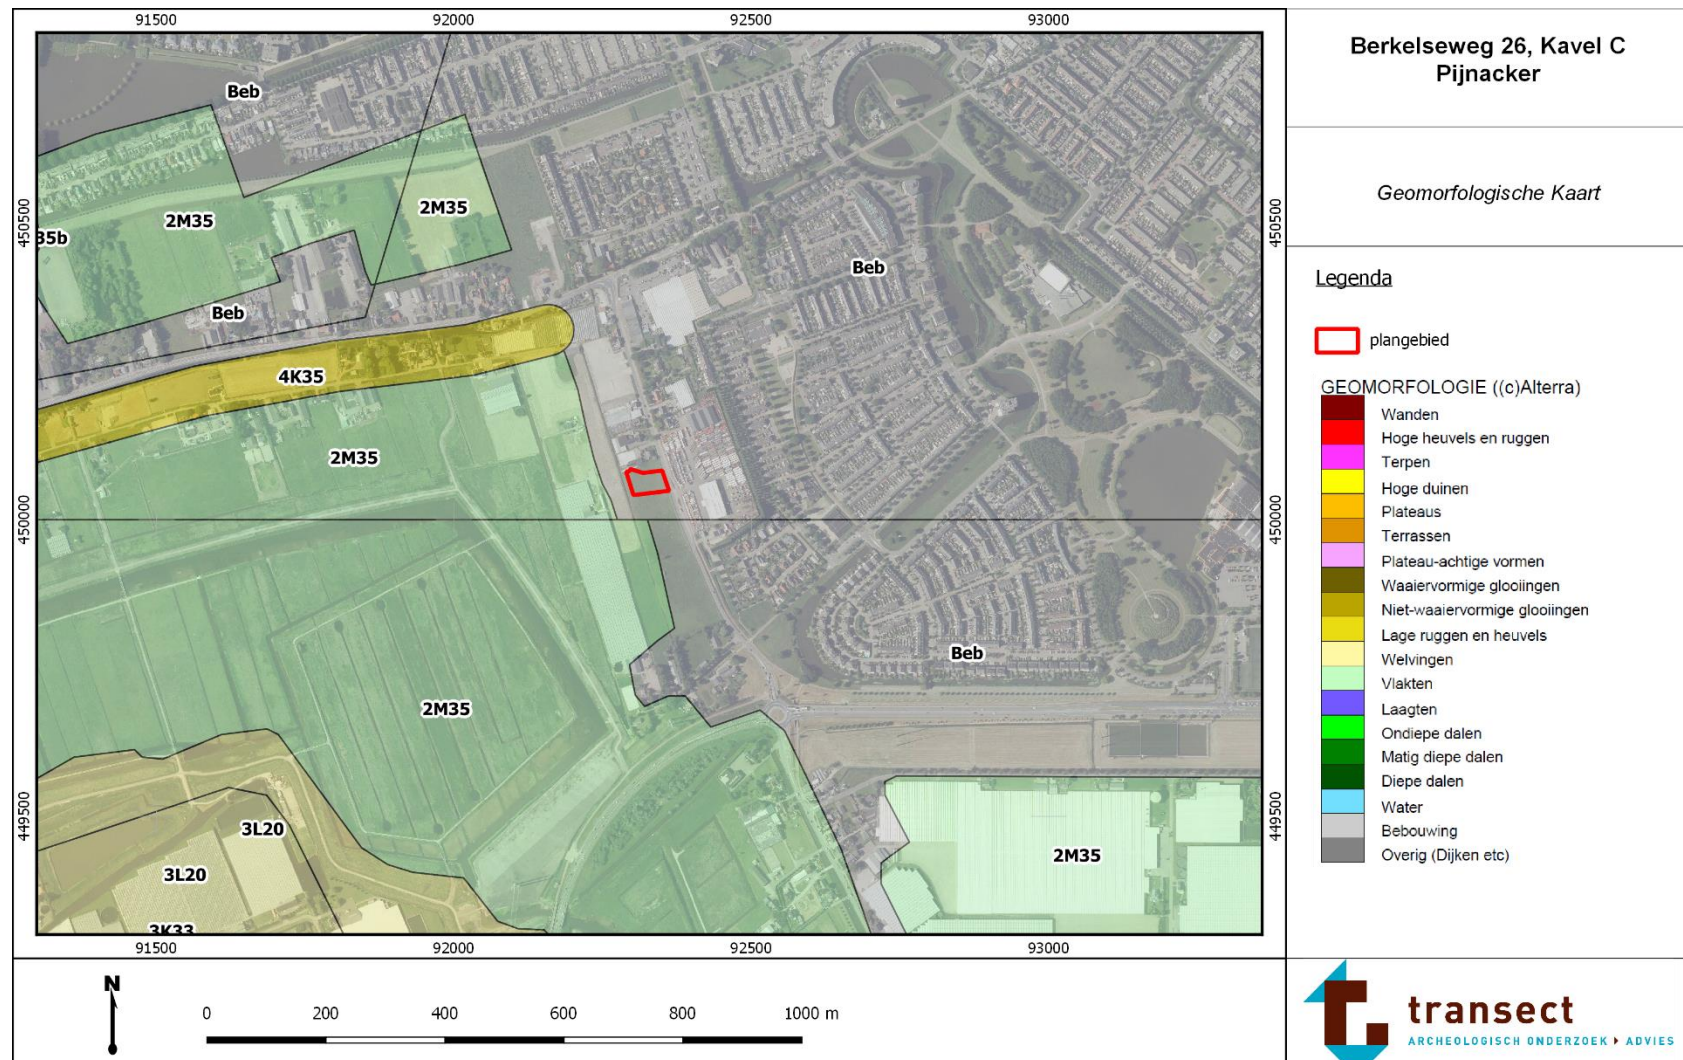 91500 92000 92500 93000
Berkelseweg 26, Kavel C
Pijnacker
Geomorfologische Kaart
Legenda
plangebied
GEOMORFOLOGIE ((c)Alterra)
Wanden
Hoge heuvels en ruggen
Terpen
Hoge duinen
Plateaus
Terrassen
Plateau-achtige vormen
Waaiervormige glooiingen
Niet-waaiervormige glooiingen
Lage ruggen en heuvels
Welvingen
Vlakten
Laagten
Ondiepe dalen
Matig diepe dalen
Diepe dalen
Water
Bebouwing
Overig (Dijken etc)
Beb
2M35
2M35
35b
450500
450500
Beb
Beb
4K35
2M35
450000
450000
Beb
2M35
449500
449500
3L20
2M35
3L20
3K33
91500 92000 92500 93000
N
0 200 400 600 800 1000 m
transect
ARCHEOLOGISCH ONDERZOEK ▸ ADVIES